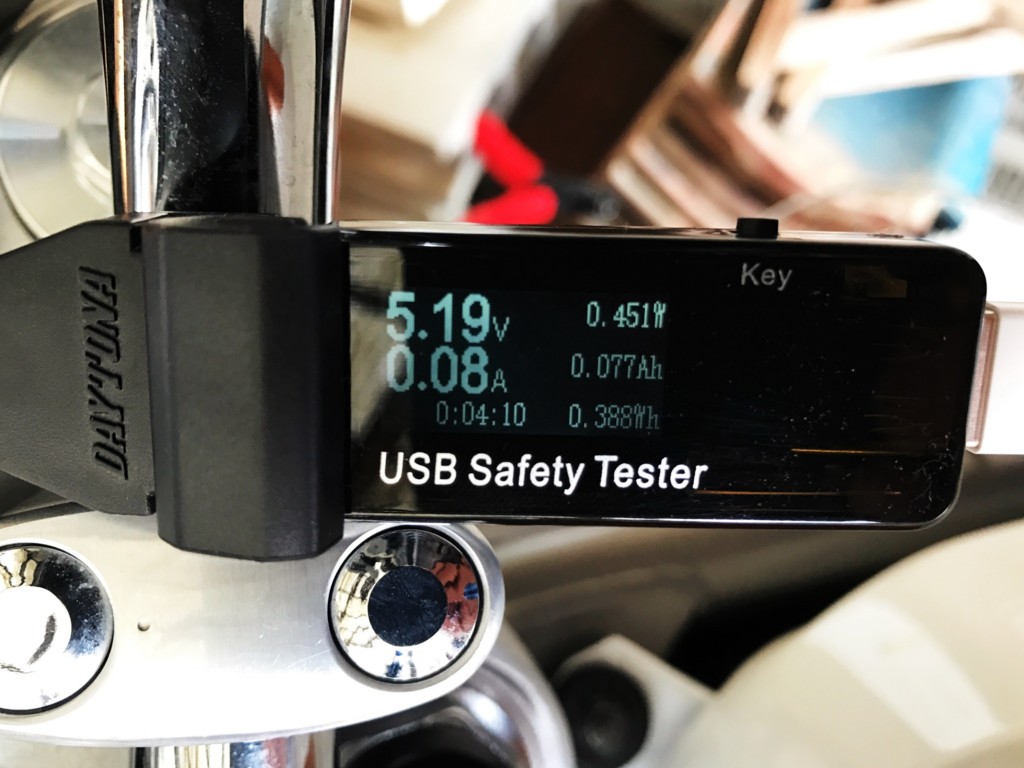 DAYTONA
Key
5.19V 0.451W
0.08A 0.077Ah
0:04:10 0.388Wh
USB Safety Tester